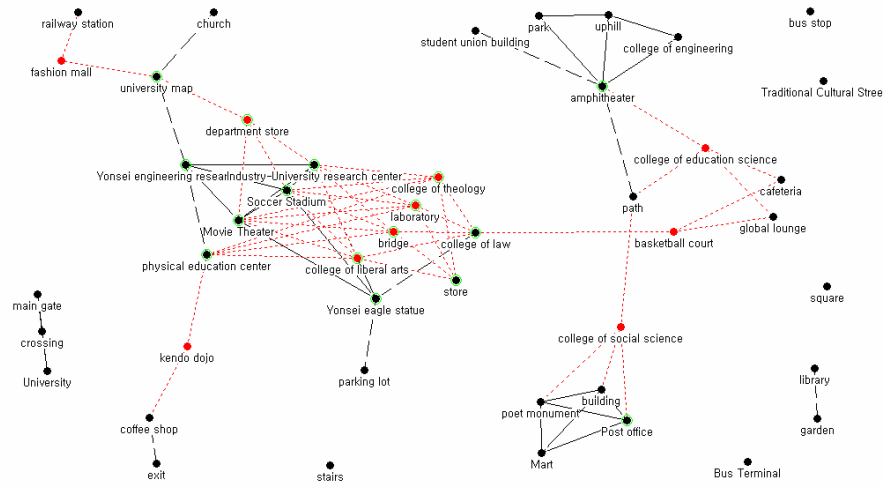 railway station
church
park
uphill
bus stop
student union building
college of engineering
fashion mall
university map
amphitheater
Traditional Cultural Stree
department store
college of education science
Yonsei engineering resear
Industry-University research center
college of theology
cafeteria
Soccer Stadium
laboratory
path
Movie Theater
bridge
college of law
basketball court
global lounge
physical education center
college of liberal arts
store
main gate
Yonsei eagle statue
square
crossing
college of social science
kendo dojo
University
parking lot
library
building
poet monument
coffee shop
Post office
garden
Mart
exit
stairs
Bus Terminal